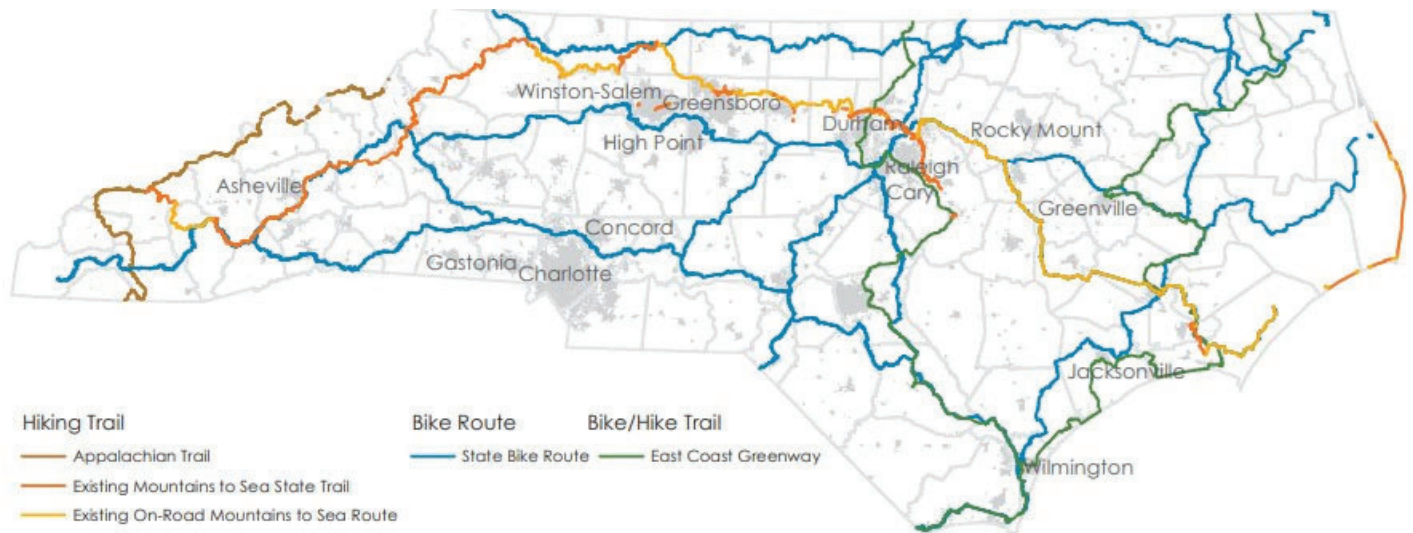 Winston-Salem
Greensboro
Durham
Rocky Mount
High Point
Raleigh
Asheville
Cary
Greenville
Concord
Gastonia
Charlotte
Jacksonville
Wilmington
Hiking Trail
Appalachian Trail
Existing Mountains to Sea State Trail
Existing On-Road Mountains to Sea Route
Bike Route
State Bike Route
Bike/Hike Trail
East Coast Greenway